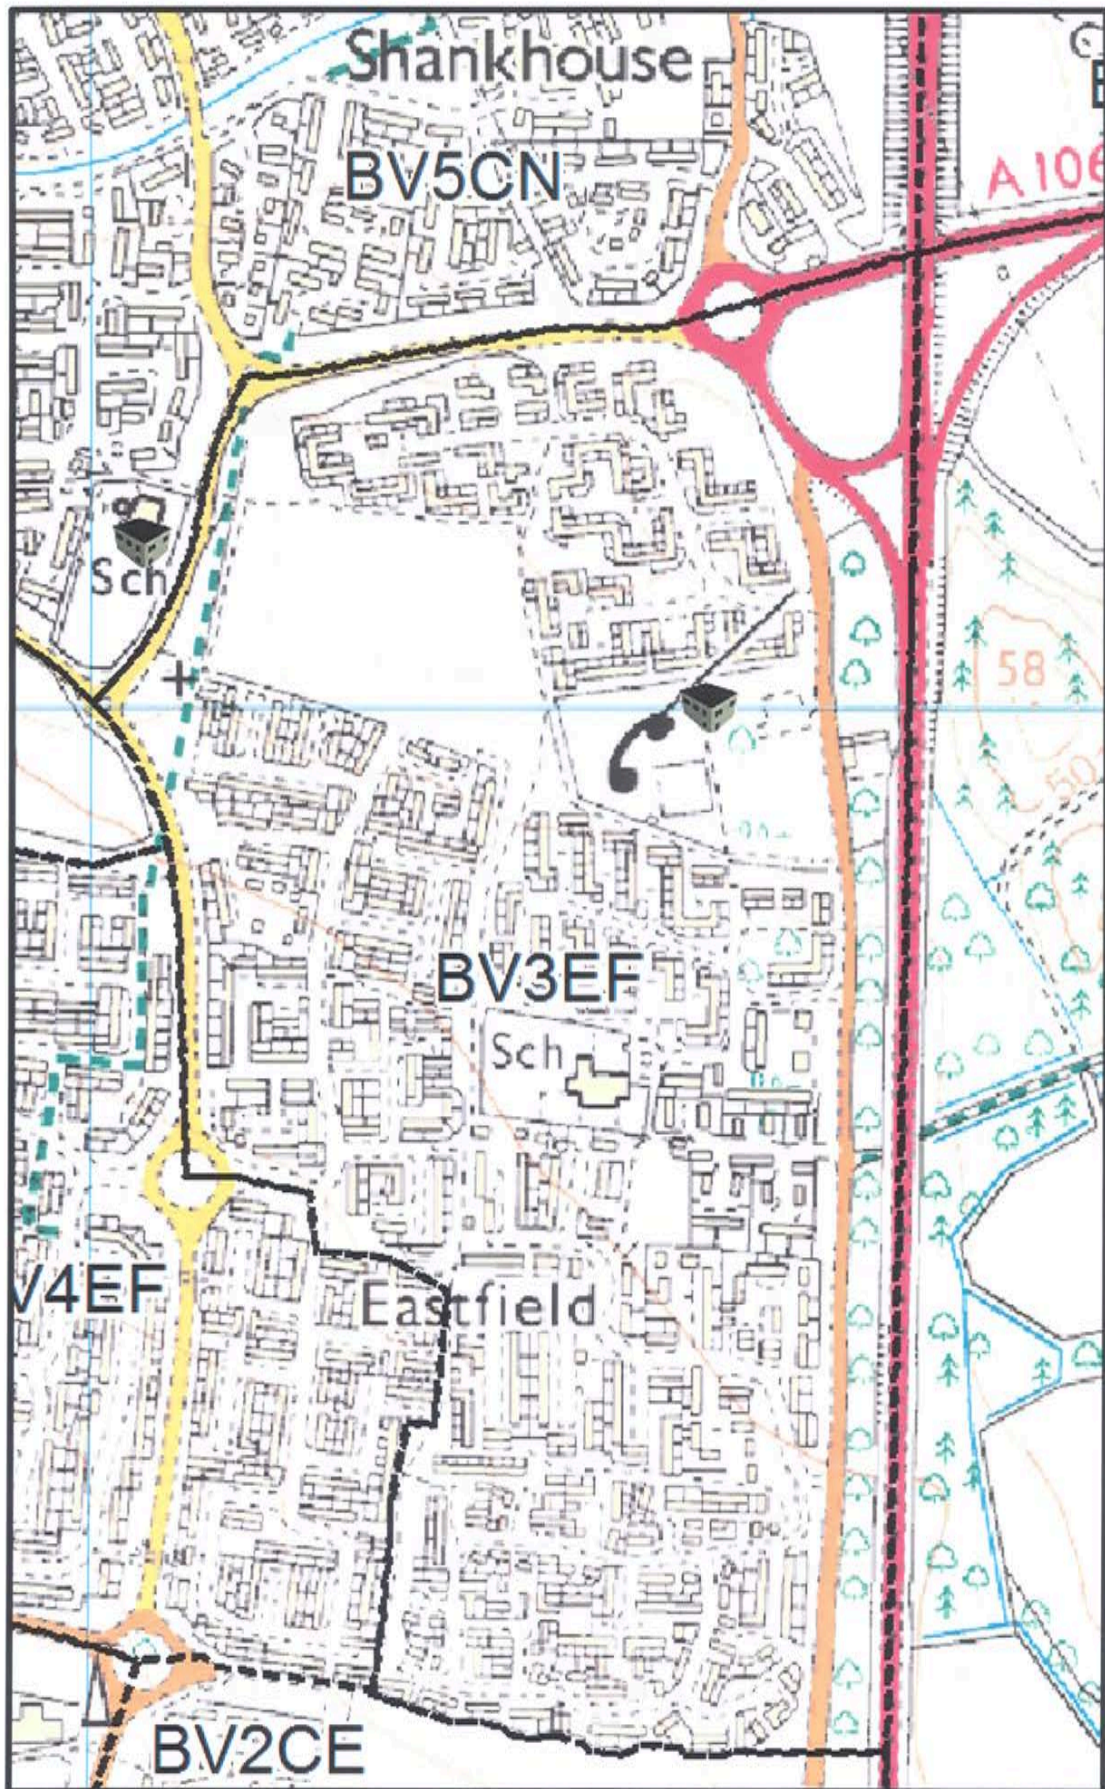 Shankhouse
BV5CN
A106
Sch
58
50
BV3EF
Sch
V4EF
Eastfield
BV2CE